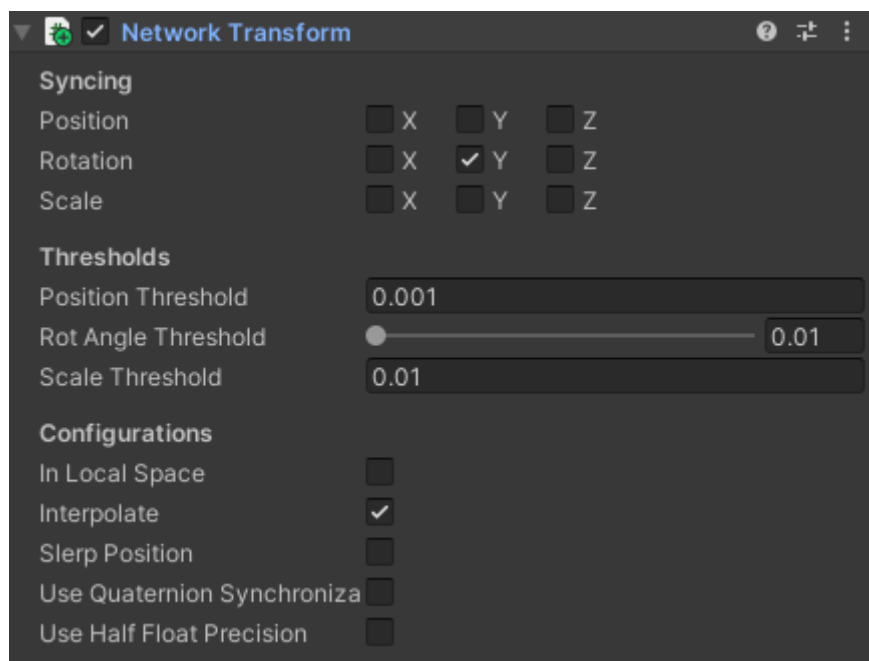 Network Transform
Syncing
Position X Y Z
Rotation X Y Z
Scale X Y Z
Thresholds
Position Threshold 0.001
Rot Angle Threshold 0.01
Scale Threshold 0.01
Configurations
In Local Space
Interpolate
Slerp Position
Use Quaternion Synchroniza
Use Half Float Precision